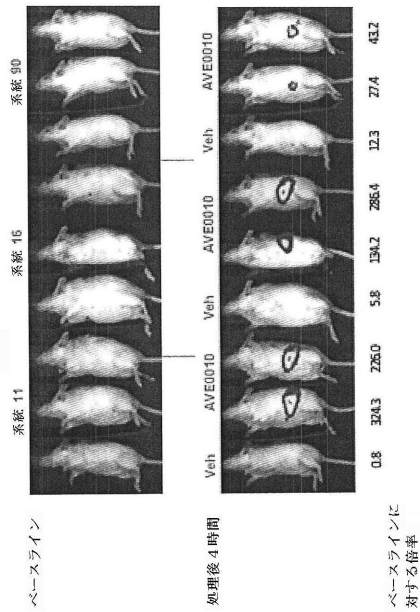 系統 11
系統 16
系統 90
ベースライン
Veh
AVE0010
Veh
AVE0010
Veh
AVE0010
処理後 4 時間
0.8
324.3
226.0
5.8
134.2
286.4
12.3
27.4
43.2
ベースラインに
対する倍率